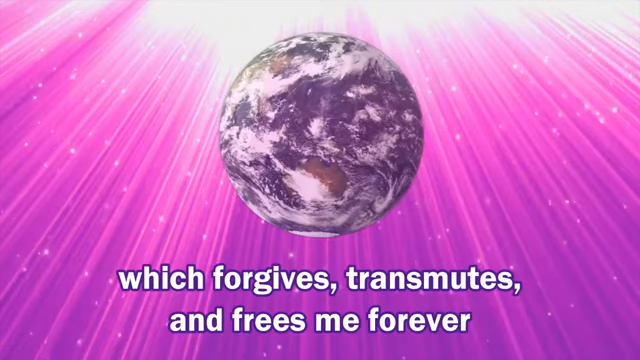 which forgives, transmutes,
and frees me forever